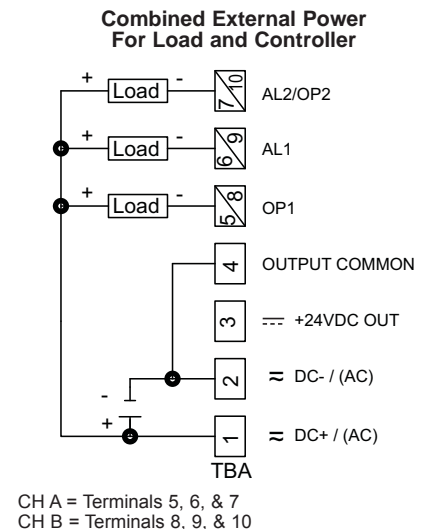 Combined External Power
For Load and Controller
+ Load - 7/10 AL2/OP2
+ Load - 6/9 AL1
+ Load - 5/8 OP1
4 OUTPUT COMMON
3 +24VDC OUT
- 2 ≂ DC- / (AC)
+ 1 ≂ DC+ / (AC)
TBA
CH A = Terminals 5, 6, & 7
CH B = Terminals 8, 9, & 10